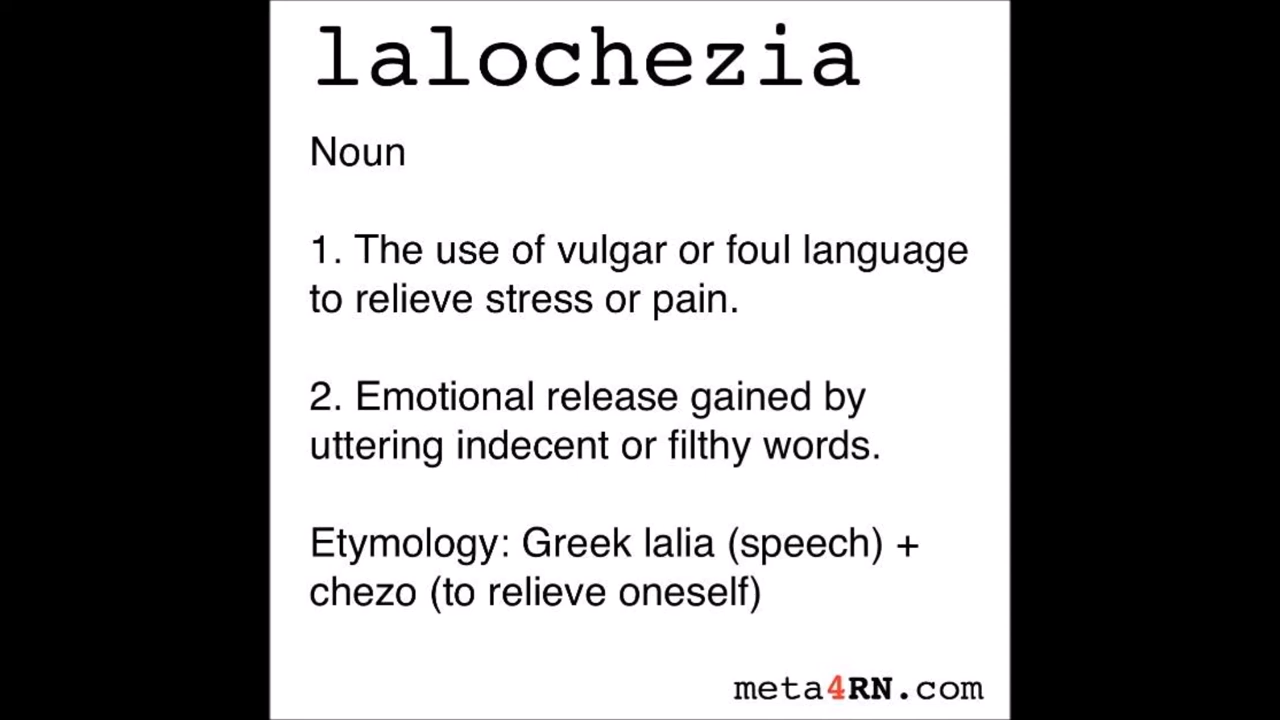 lalochezia
Noun
1. The use of vulgar or foul language
to relieve stress or pain.
2. Emotional release gained by
uttering indecent or filthy words.
Etymology: Greek lalia (speech) +
chezo (to relieve oneself)
meta4RN.com